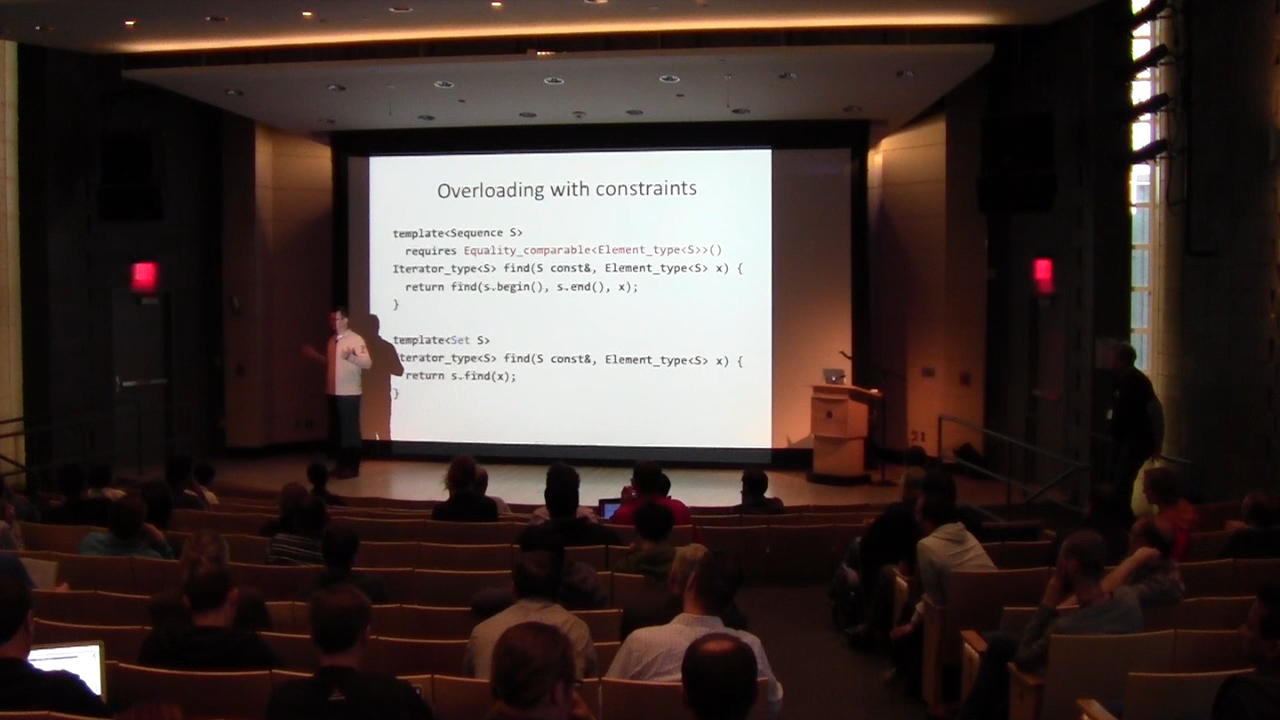 Overloading with constraints
template<Sequence S>
requires Equality_comparable<Element_type<S>>()
Iterator_type<S> find(S const&, Element_type<S> x) {
return find(s.begin(), s.end(), x);
}
template<Set S>
terator_type<S> find(S const&, Element_type<S> x) {
return s.find(x);
}